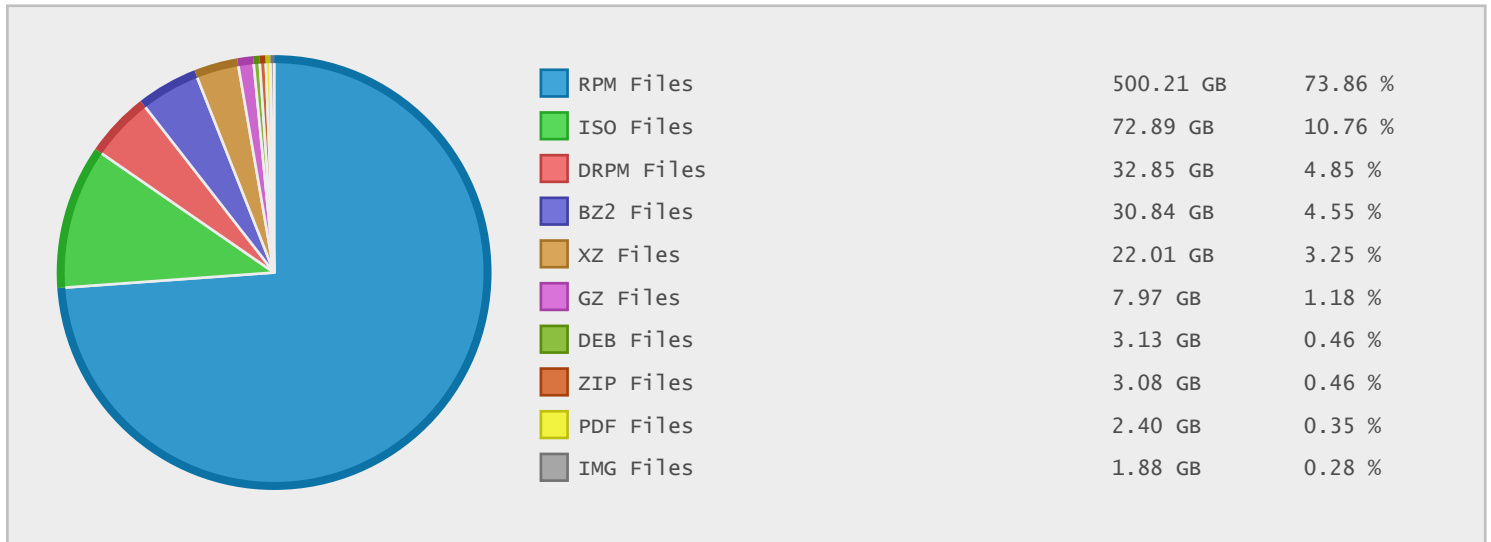 RPM Files 500.21 GB 73.86 %
ISO Files 72.89 GB 10.76 %
DRPM Files 32.85 GB 4.85 %
BZ2 Files 30.84 GB 4.55 %
XZ Files 22.01 GB 3.25 %
GZ Files 7.97 GB 1.18 %
DEB Files 3.13 GB 0.46 %
ZIP Files 3.08 GB 0.46 %
PDF Files 2.40 GB 0.35 %
IMG Files 1.88 GB 0.28 %